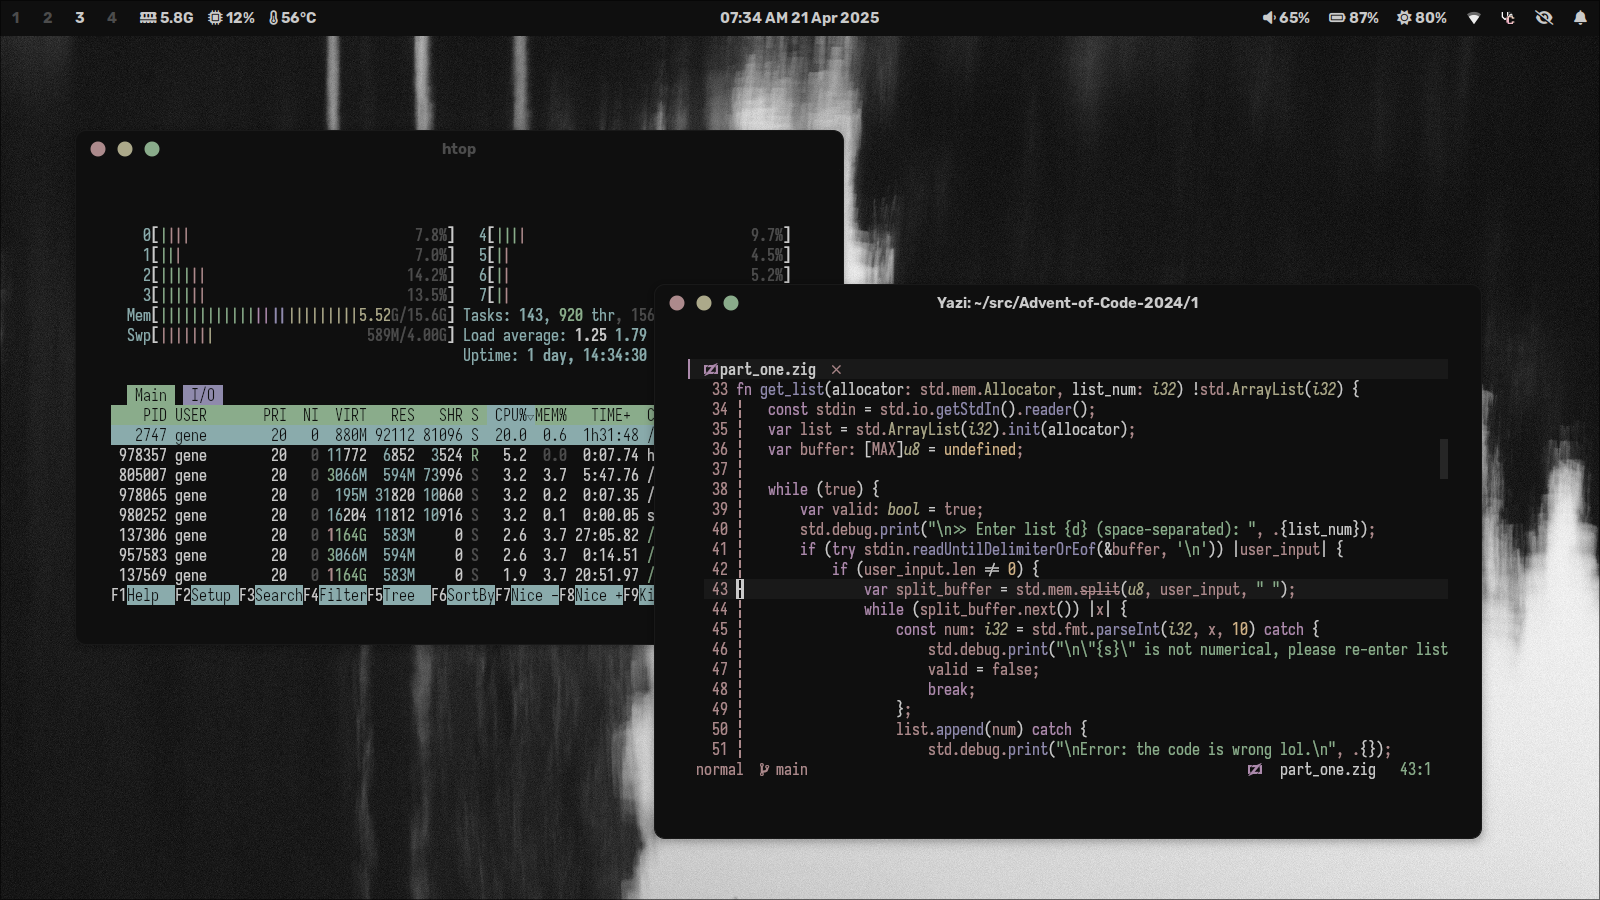 1 2 3 4 5.8G 12% 56°C 07:34 AM 21 Apr 2025 65% 87% 80%
htop
0[|||| 7.8%] 4[|||| 9.7%]
1[||| 7.0%] 5[|| 4.5%]
2[|||||| 14.2%] 6[|| 5.2%]
3[|||||| 13.5%] 7[||
Mem[|||||||||||||||||||||||||5.52G/15.6G] Tasks: 143, 920 thr, 156
Swp[||||||| 589M/4.00G] Load average: 1.25 1.79
Uptime: 1 day, 14:34:30
Main I/O
PID USER PRI NI VIRT RES SHR S CPU%▽MEM% TIME+ C
2747 gene 20 0 880M 92112 81096 S 20.0 0.6 1h31:48 /
978357 gene 20 0 11772 6852 3524 R 5.2 0.0 0:07.74 h
805007 gene 20 0 3066M 594M 73996 S 3.2 3.7 5:47.76 /
978065 gene 20 0 195M 31820 10060 S 3.2 0.2 0:07.35 /
980252 gene 20 0 16204 11812 10916 S 3.2 0.1 0:00.05 s
137306 gene 20 0 1164G 583M 0 S 2.6 3.7 27:05.82 /
957583 gene 20 0 3066M 594M 0 S 2.6 3.7 0:14.51 /
137569 gene 20 0 1164G 583M 0 S 1.9 3.7 20:51.97 /
F1Help F2Setup F3SearchF4FilterF5Tree F6SortByF7Nice -F8Nice +F9Ki
Yazi: ~/src/Advent-of-Code-2024/1
part_one.zig ×
33 fn get_list(allocator: std.mem.Allocator, list_num: i32) !std.ArrayList(i32) {
34 const stdin = std.io.getStdIn().reader();
35 var list = std.ArrayList(i32).init(allocator);
36 var buffer: [MAX]u8 = undefined;
37
38 while (true) {
39 var valid: bool = true;
40 std.debug.print("\n>> Enter list {d} (space-separated): ", .{list_num});
41 if (try stdin.readUntilDelimiterOrEof(&buffer, '\n')) |user_input| {
42 if (user_input.len != 0) {
43 var split_buffer = std.mem.split(u8, user_input, " ");
44 while (split_buffer.next()) |x| {
45 const num: i32 = std.fmt.parseInt(i32, x, 10) catch {
46 std.debug.print("\n\"{s}\" is not numerical, please re-enter list
47 valid = false;
48 break;
49 };
50 list.append(num) catch {
51 std.debug.print("\nError: the code is wrong lol.\n", .{});
normal main part_one.zig 43:1